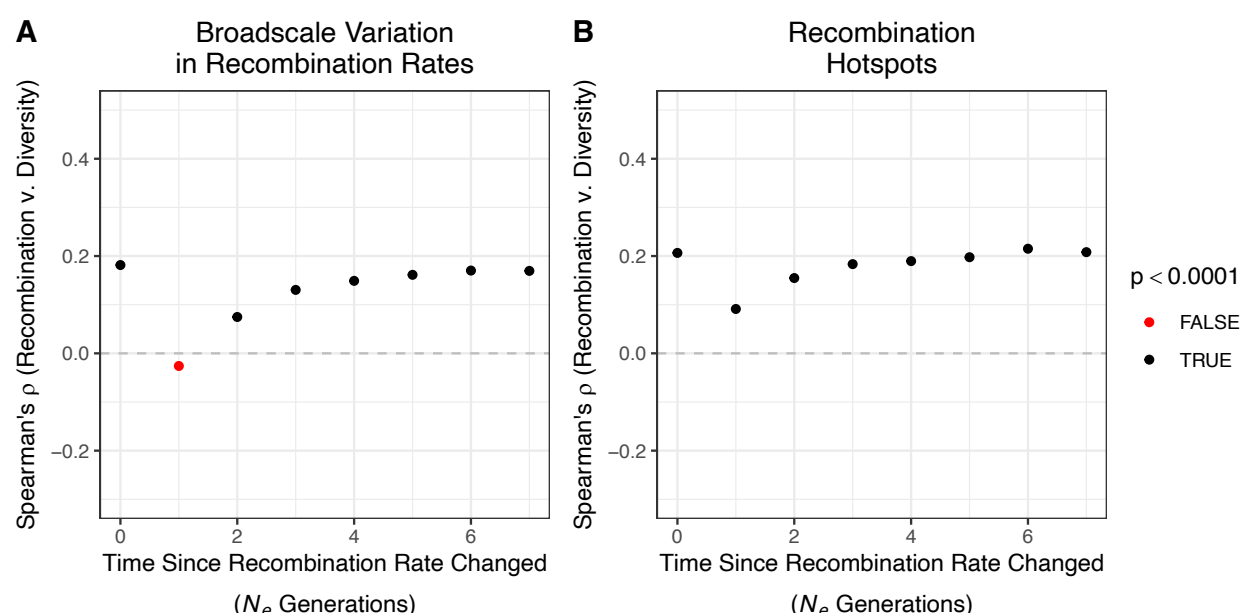 A
Broadscale Variation
in Recombination Rates
Spearman's ρ (Recombination v. Diversity)
0.4
0.2
0.0
−0.2
0 2 4 6
Time Since Recombination Rate Changed
(Ne Generations)
B
Recombination
Hotspots
Spearman's ρ (Recombination v. Diversity)
0.4
0.2
0.0
−0.2
0 2 4 6
Time Since Recombination Rate Changed
(Ne Generations)
p < 0.0001
FALSE
TRUE